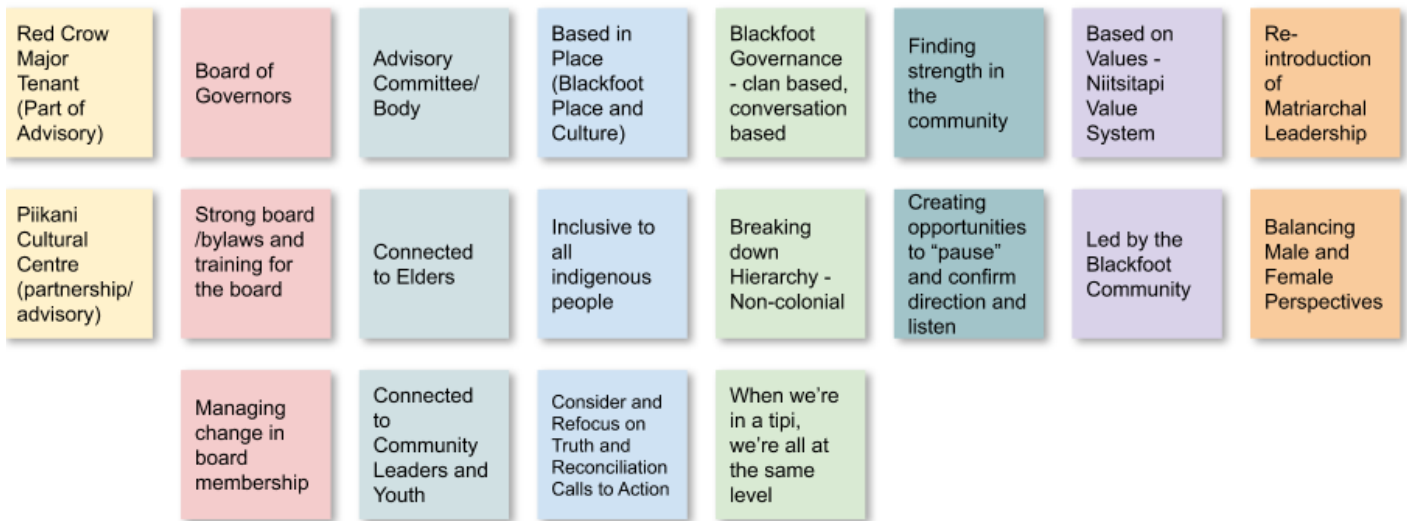 Red Crow
Major
Tenant
(Part of
Advisory)
Board of
Governors
Advisory
Committee/
Body
Based in
Place
(Blackfoot
Place and
Culture)
Blackfoot
Governance
- clan based,
conversation
based
Finding
strength in
the
community
Based on
Values -
Niitsitapi
Value
System
Re-
introduction
of
Matriarchal
Leadership
Piikani
Cultural
Centre
(partnership/
advisory)
Strong board
/bylaws and
training for
the board
Connected
to Elders
Inclusive to
all
indigenous
people
Breaking
down
Hierarchy -
Non-colonial
Creating
opportunities
to “pause”
and confirm
direction and
listen
Led by the
Blackfoot
Community
Balancing
Male and
Female
Perspectives
Managing
change in
board
membership
Connected
to
Community
Leaders and
Youth
Consider and
Refocus on
Truth and
Reconciliation
Calls to Action
When we’re
in a tipi,
we’re all at
the same
level